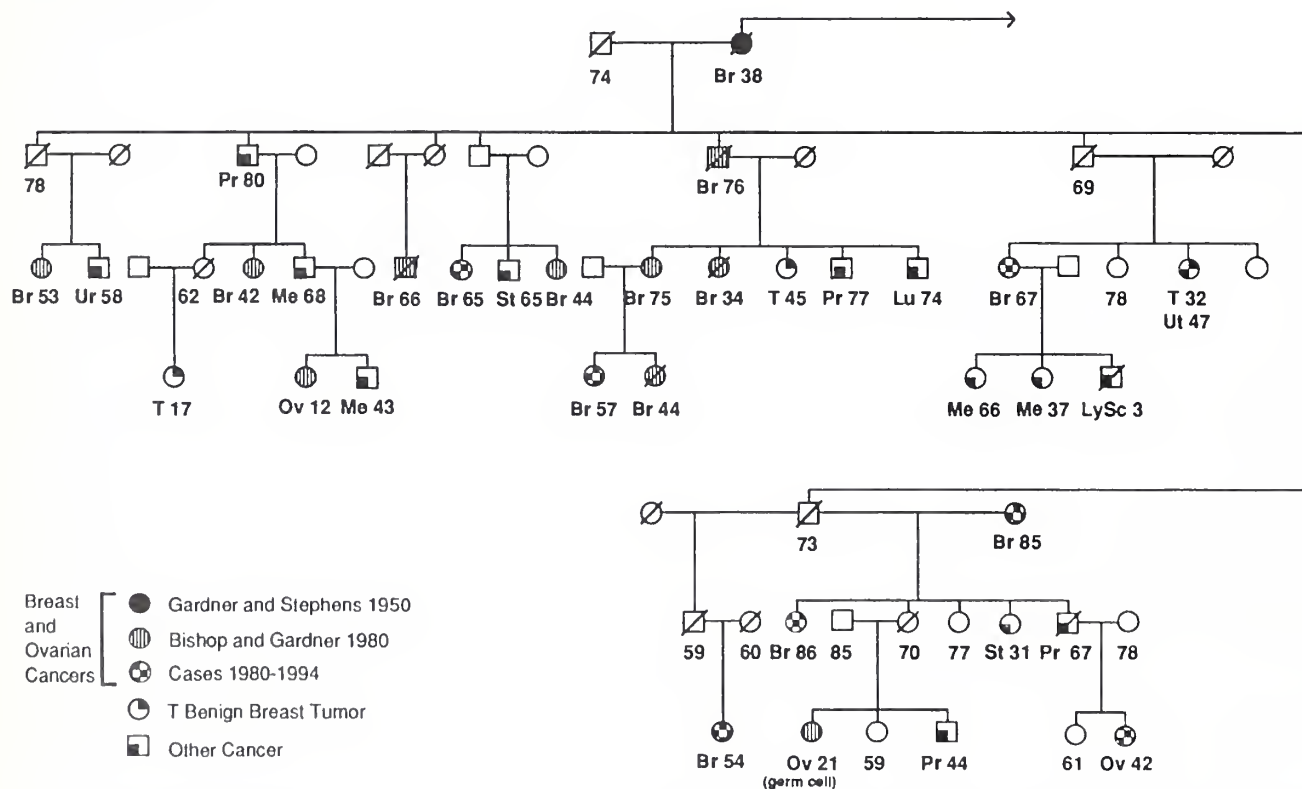 74 Br 38
78 Pr 80 Br 76 69
Br 53 Ur 58 62 Br 42 Me 68 Br 66 Br 65 St 65 Br 44 Br 75 Br 34 T 45 Pr 77 Lu 74 Br 67 78 T 32
Ut 47
T 17 Ov 12 Me 43 Br 57 Br 44 Me 66 Me 37 LySc 3
73 Br 85
59 60 Br 86 85 70 77 St 31 Pr 67 78
Br 54 Ov 21 59 Pr 44 61 Ov 42
(germ cell)
Breast
and
Ovarian
Cancers
Gardner and Stephens 1950
Bishop and Gardner 1980
Cases 1980-1994
T Benign Breast Tumor
Other Cancer